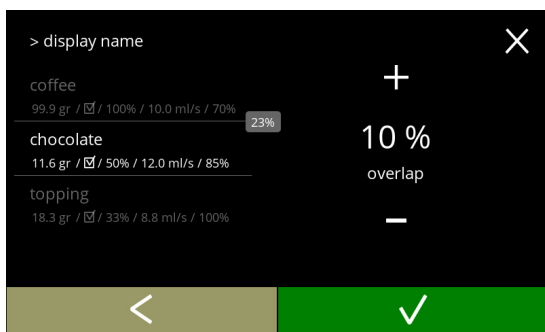 > display name
coffee
99.9 gr / ☑ / 100% / 10.0 ml/s / 70%
23%
chocolate
11.6 gr / ☑ / 50% / 12.0 ml/s / 85%
topping
18.3 gr / ☑ / 33% / 8.8 ml/s / 100%
+
10 %
overlap
−